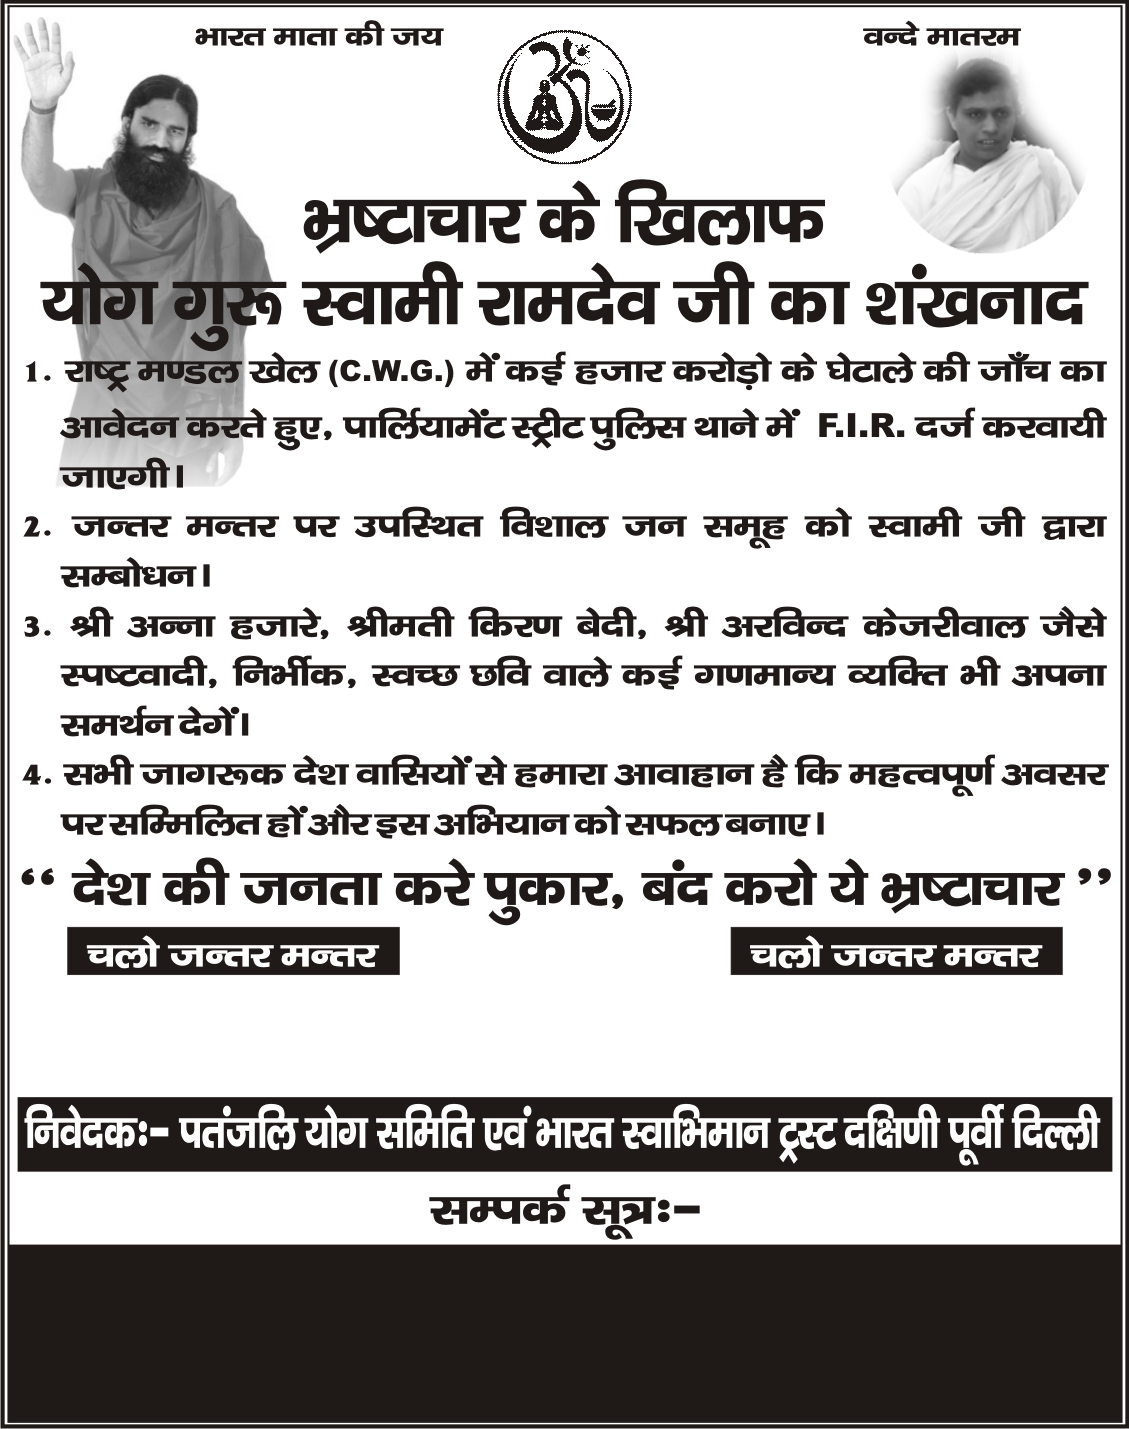 भारत माता की जय
वन्दे मातरम
भ्रष्टाचार के खिलाफ
योग गुरू स्वामी रामदेव जी का शंखनाद
1. राष्ट्र मण्डल खेल (C.W.G.) में कई हजार करोड़ो के घेटाले की जाँच का
आवेदन करते हुए, पार्लियामेंट स्ट्रीट पुलिस थाने में F.I.R. दर्ज करवायी
जाएगी।
2. जन्तर मन्तर पर उपस्थित विशाल जन समूह को स्वामी जी द्वारा
सम्बोधन।
3. श्री अन्ना हजारे, श्रीमती किरण बेदी, श्री अरविन्द केजरीवाल जैसे
स्पष्टवादी, निर्भीक, स्वच्छ छवि वाले कई गणमान्य व्यक्ति भी अपना
समर्थन देगें।
4. सभी जागरूक देश वासियों से हमारा आवाहान है कि महत्वपूर्ण अवसर
पर सम्मिलित हों और इस अभियान को सफल बनाए।
“ देश की जनता करे पुकार, बंद करो ये भ्रष्टाचार ”
चलो जन्तर मन्तर
चलो जन्तर मन्तर
निवेदकः- पतंजलि योग समिति एवं भारत स्वाभिमान ट्रस्ट दक्षिणी पूर्वी दिल्ली
सम्पर्क सूत्रः-